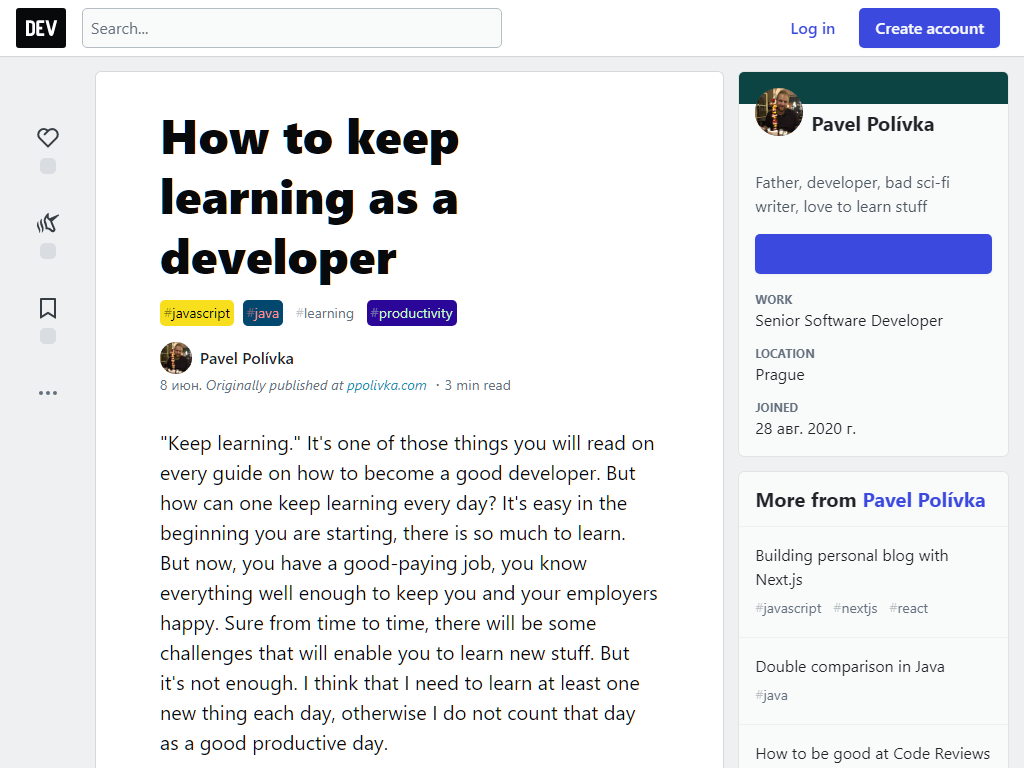 DEV
Search...
Log in
Create account
How to keep
learning as a
developer
#javascript #java #learning #productivity
Pavel Polívka
8 июн. Originally published at ppolivka.com ・3 min read
"Keep learning." It's one of those things you will read on
every guide on how to become a good developer. But
how can one keep learning every day? It's easy in the
beginning you are starting, there is so much to learn.
But now, you have a good-paying job, you know
everything well enough to keep you and your employers
happy. Sure from time to time, there will be some
challenges that will enable you to learn new stuff. But
it's not enough. I think that I need to learn at least one
new thing each day, otherwise I do not count that day
as a good productive day.
Pavel Polívka
Father, developer, bad sci-fi
writer, love to learn stuff
WORK
Senior Software Developer
LOCATION
Prague
JOINED
28 авг. 2020 г.
More from Pavel Polívka
Building personal blog with
Next.js
#javascript #nextjs #react
Double comparison in Java
#java
How to be good at Code Reviews